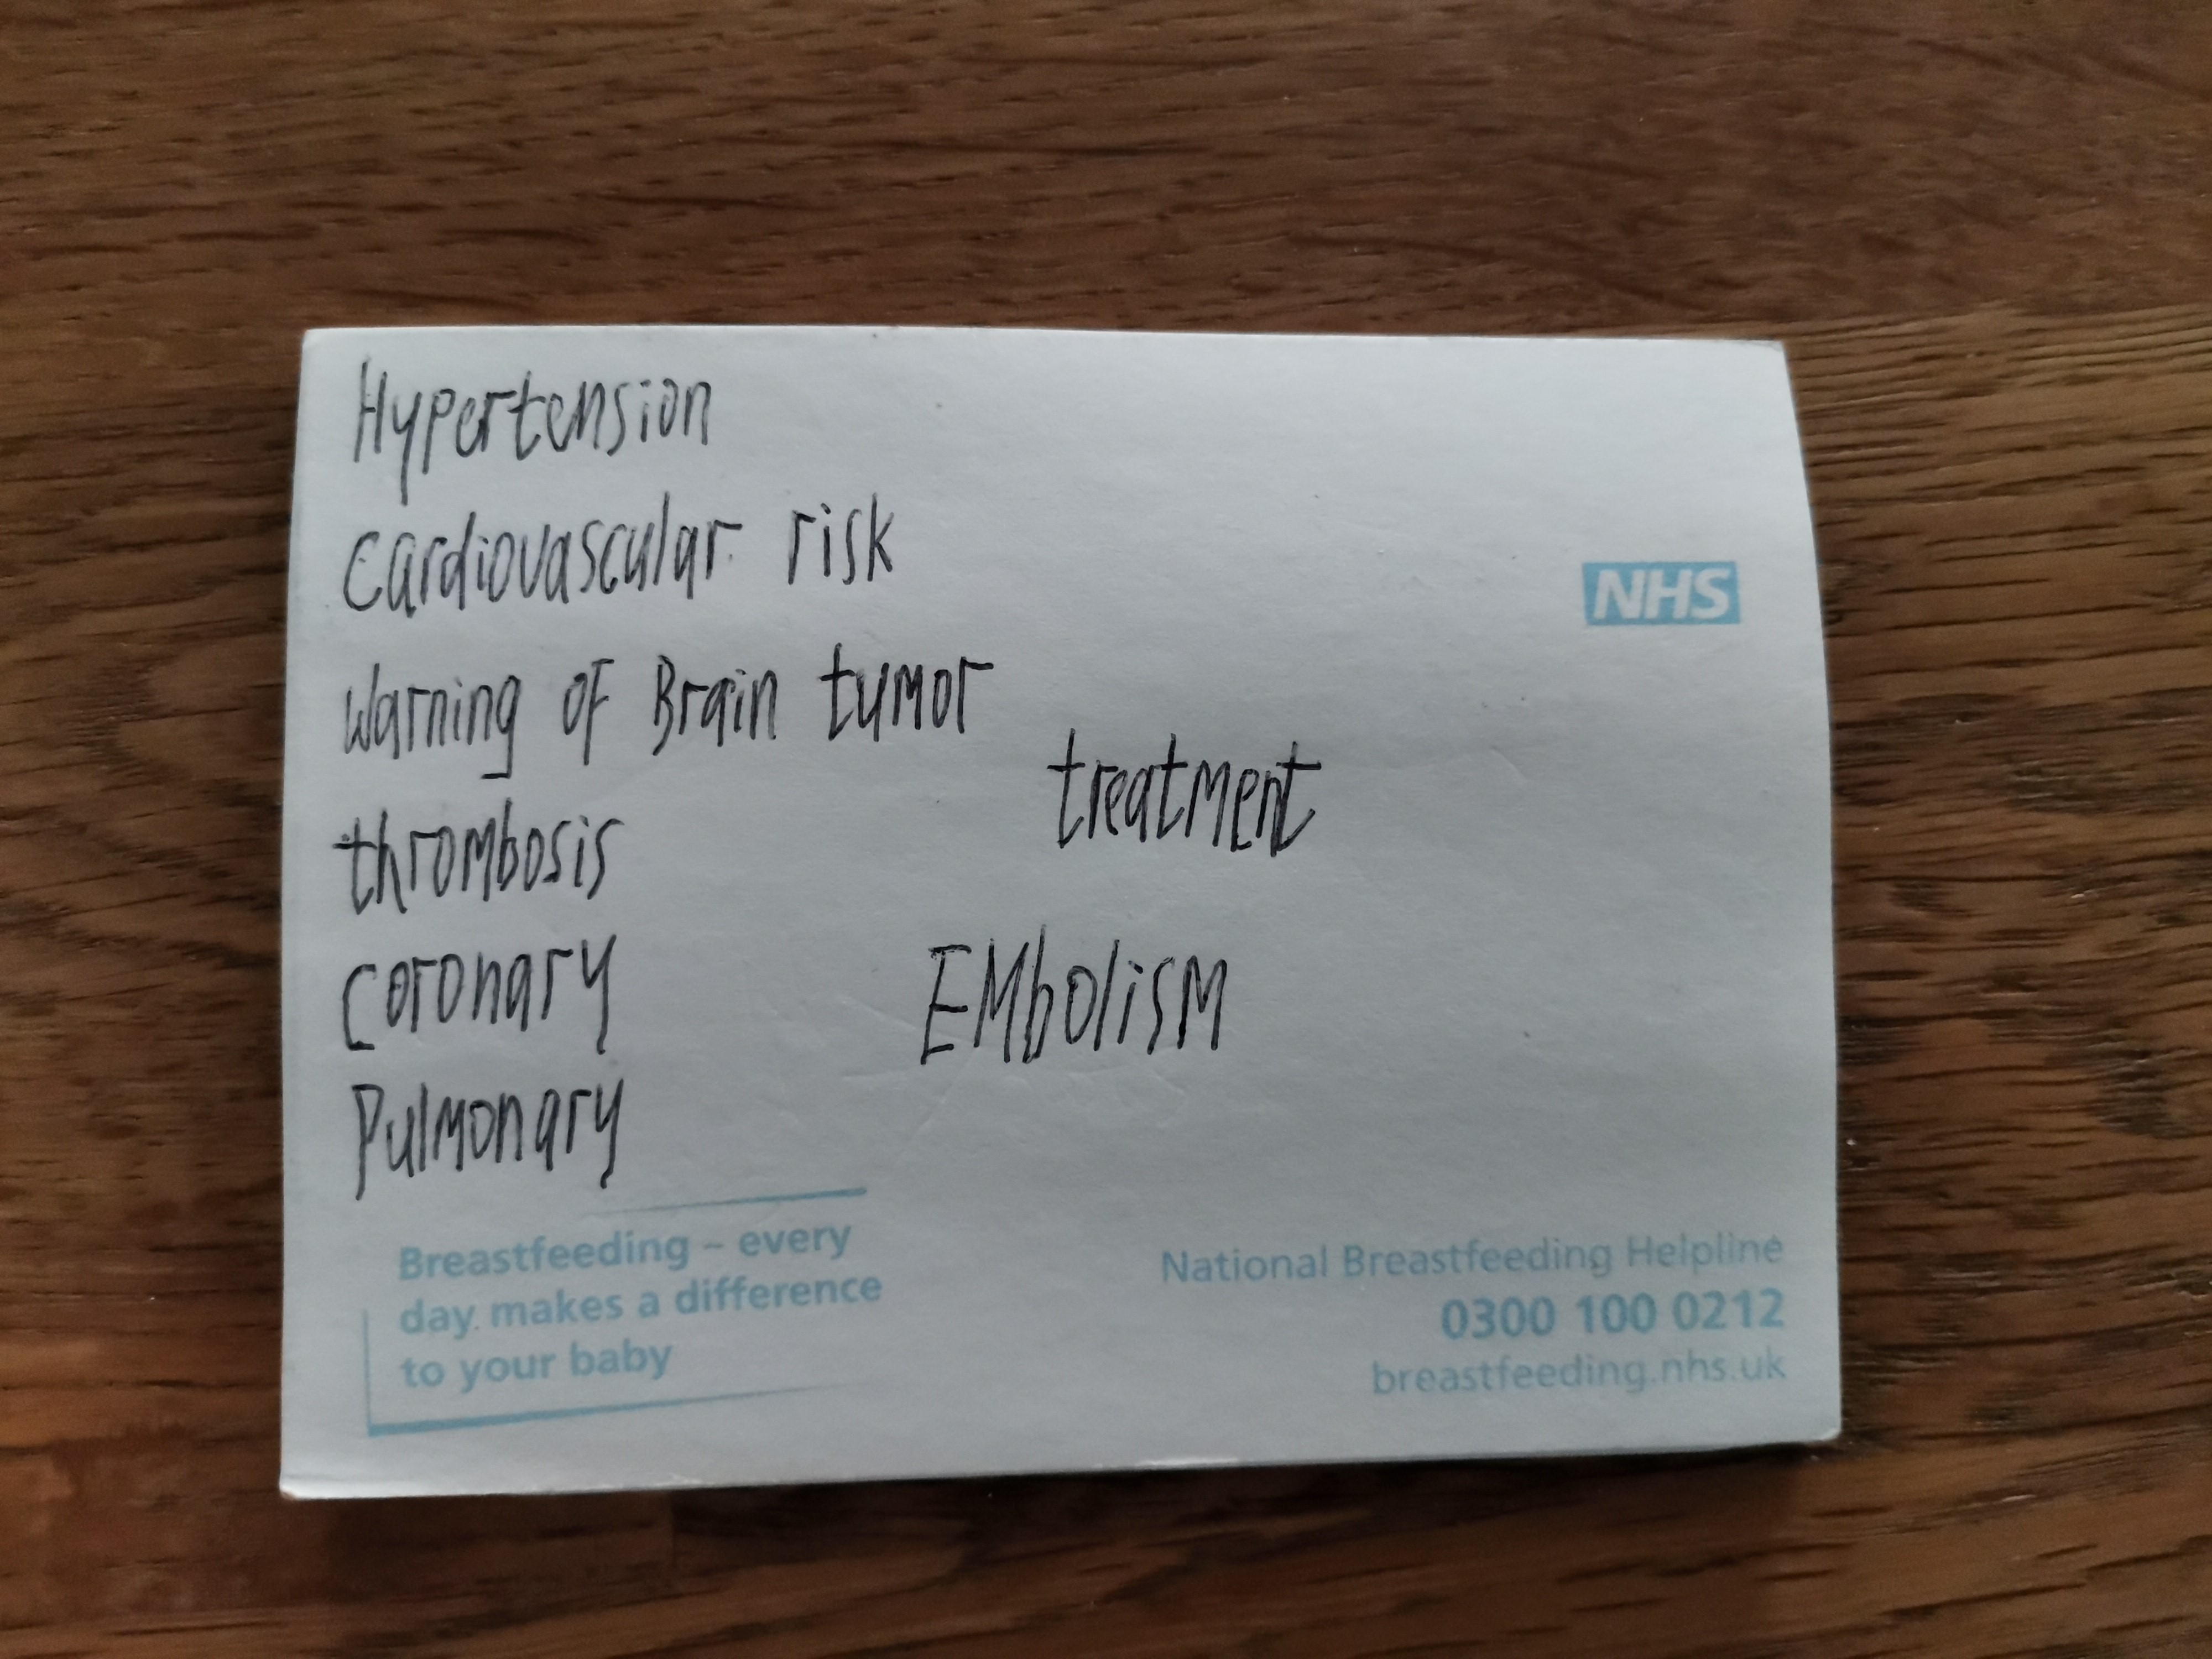 Hypertension
cardiovascular risk
NHS
warning of Brain tumor
treatment
thrombosis
coronary
EMbolism
Pulmonary
Breastfeeding – every
day makes a difference
to your baby
National Breastfeeding Helpline
0300 100 0212
breastfeeding.nhs.uk